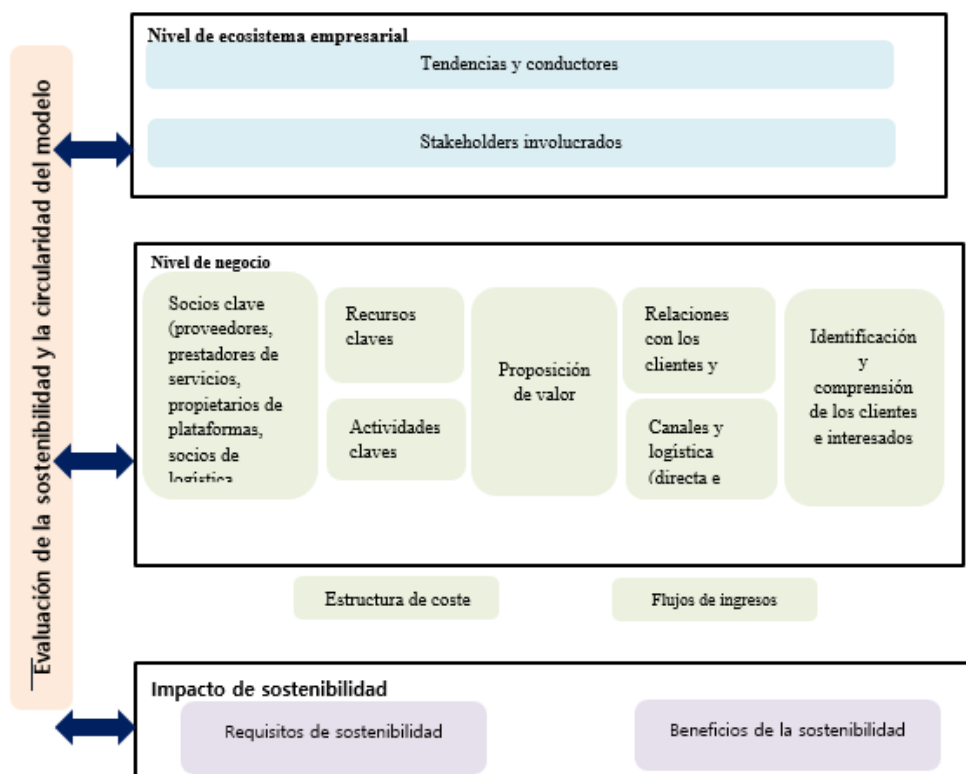 Evaluación de la sostenibilidad y la circularidad del modelo
Nivel de ecosistema empresarial
Tendencias y conductores
Stakeholders involucrados
Nivel de negocio
Socios clave
(proveedores,
prestadores de
servicios,
propietarios de
plataformas,
socios de
logística
Recursos
claves
Actividades
claves
Proposición
de valor
Relaciones
con los
clientes y
Canales y
logística
(directa e
Identificación
y
comprensión
de los clientes
e interesados
Estructura de coste
Flujos de ingresos
Impacto de sostenibilidad
Requisitos de sostenibilidad
Beneficios de la sostenibilidad